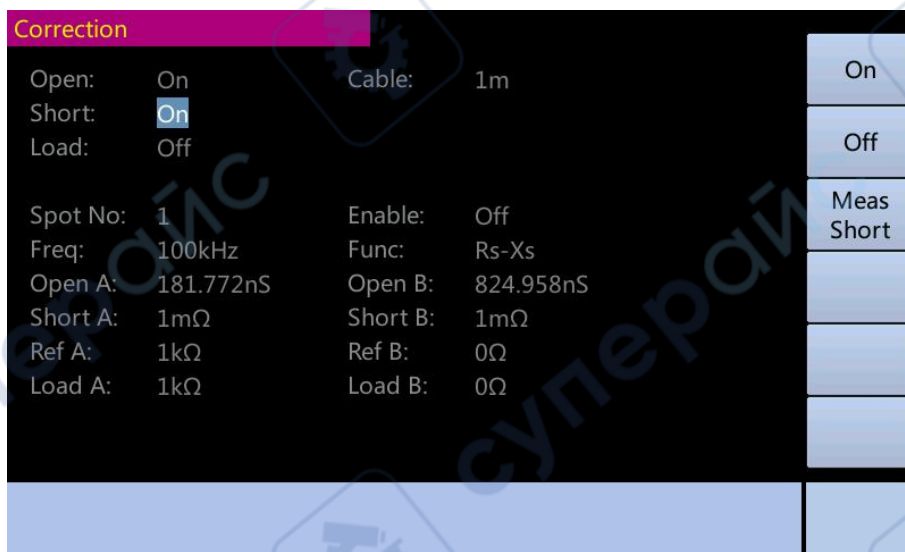 Correction
Open: On Cable: 1m
Short: On
Load: Off
Spot No: 1 Enable: Off
Freq: 100kHz Func: Rs-Xs
Open A: 181.772nS Open B: 824.958nS
Short A: 1mΩ Short B: 1mΩ
Ref A: 1kΩ Ref B: 0Ω
Load A: 1kΩ Load B: 0Ω
On
Off
Meas
Short
суперайс